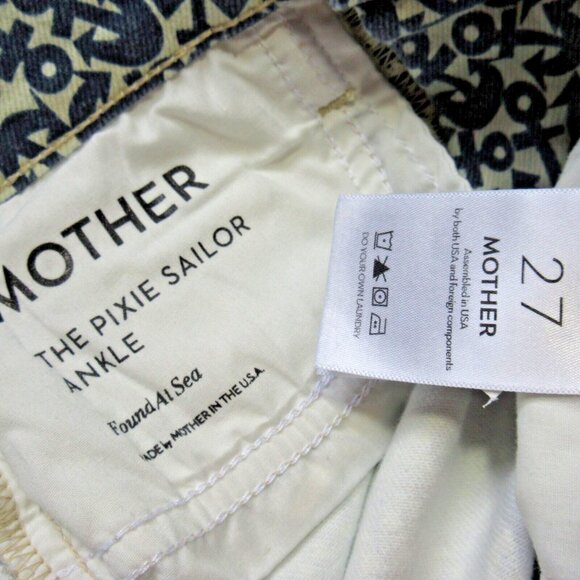 MOTHER
THE PIXIE SAILOR
ANKLE
Found At Sea
MADE by MOTHER IN THE U.S.A.
27
MOTHER
Assembled in USA
by both USA and foreign components
DO YOUR OWN LAUNDRY